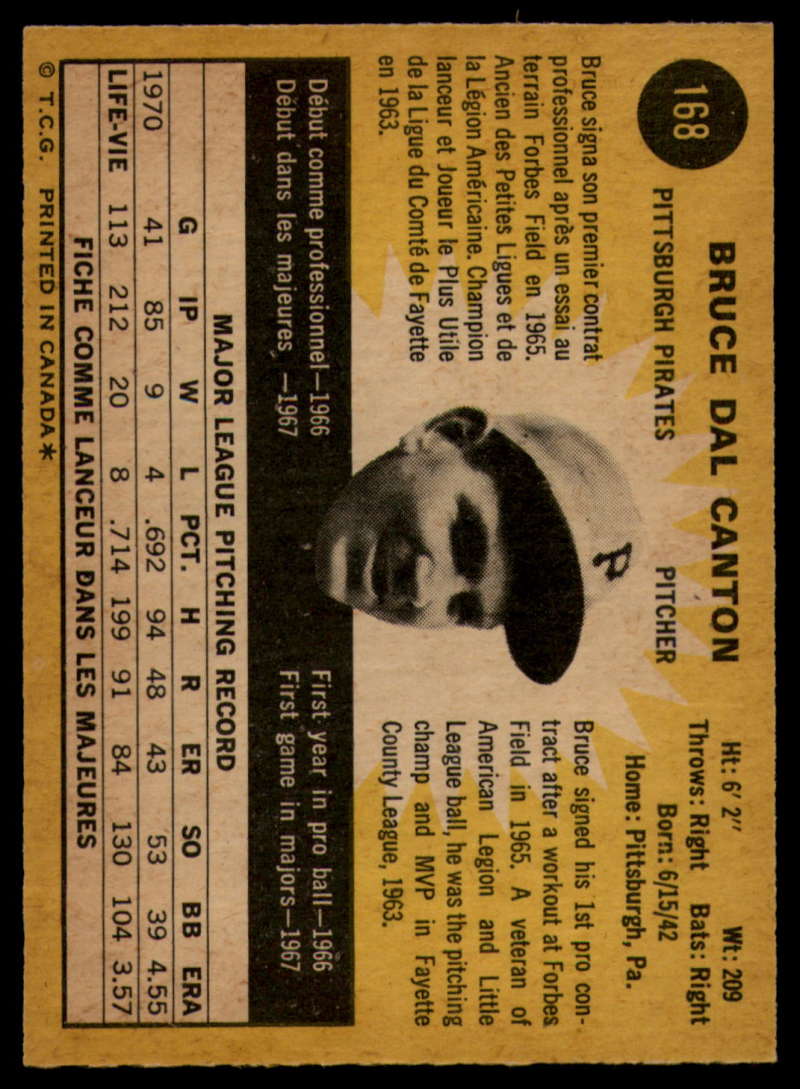 168
BRUCE DAL CANTON
PITTSBURGH PIRATES PITCHER
Ht: 6' 2" Wt: 209
Throws: Right Bats: Right
Born: 6/15/42
Home: Pittsburgh, Pa.
Bruce signa son premier contrat
professionnel après un essai au
terrain Forbes Field en 1965.
Ancien des Petites Ligues et de
la Légion Américaine. Champion
lanceur et Joueur le Plus Utile
de la Ligue du Comté de Fayette
en 1963.
P
Bruce signed his 1st pro con-
tract after a workout at Forbes
Field in 1965. A veteran of
American Legion and Little
League ball, he was the pitching
champ and MVP in Fayette
County League, 1963.
Début comme professionnel—1966
Début dans les majeures —1967
First year in pro ball—1966
First game in majors—1967
MAJOR LEAGUE PITCHING RECORD
G IP W L PCT. H R ER SO BB ERA
1970 41 85 9 4 .692 94 48 43 53 39 4.55
LIFE-VIE 113 212 20 8 .714 199 91 84 130 104 3.57
FICHE COMME LANCEUR DANS LES MAJEURES
© T.C.G. PRINTED IN CANADA*